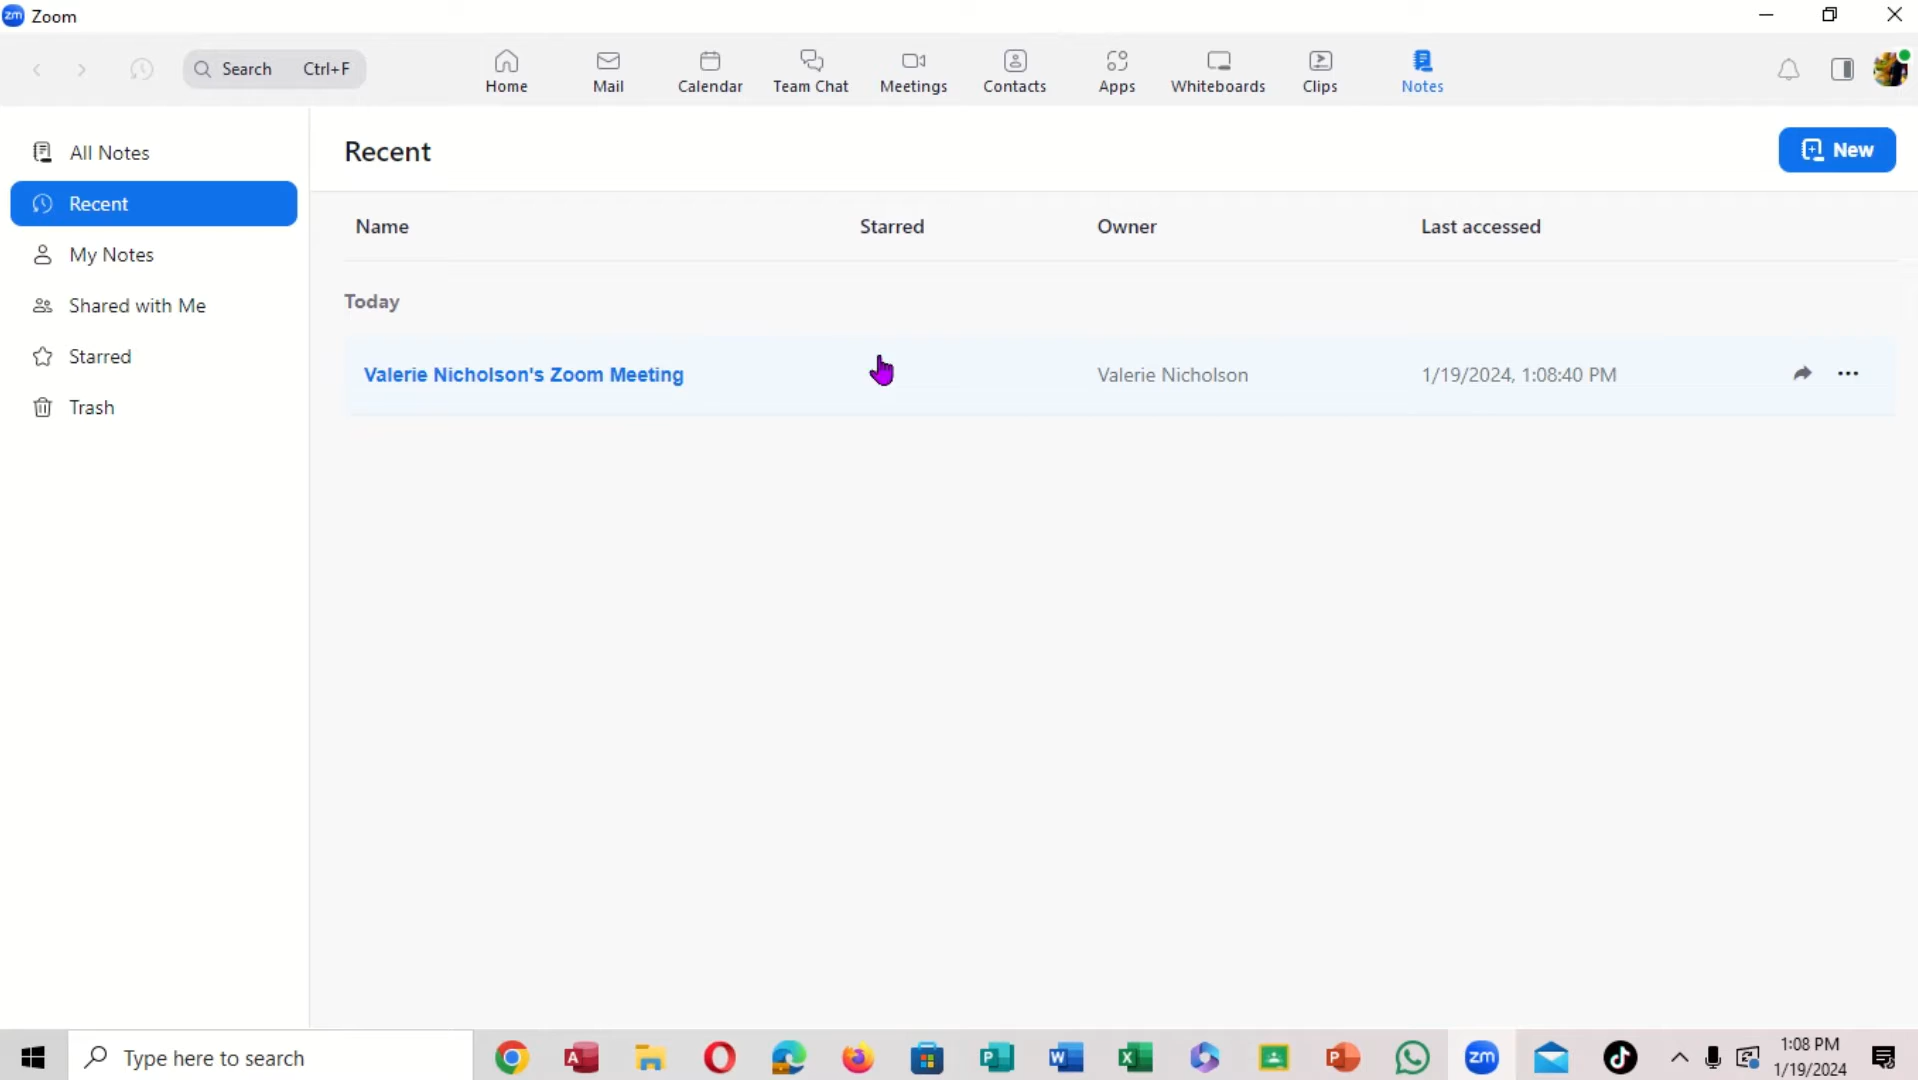 zm Zoom
Search Ctrl+F
Home Mail Calendar Team Chat Meetings Contacts Apps Whiteboards Clips Notes
All Notes
Recent
My Notes
Shared with Me
Starred
Trash
Recent
New
Name Starred Owner Last accessed
Today
Valerie Nicholson's Zoom Meeting Valerie Nicholson 1/19/2024, 1:08:40 PM
Type here to search
A P W X P zm
1:08 PM
1/19/2024